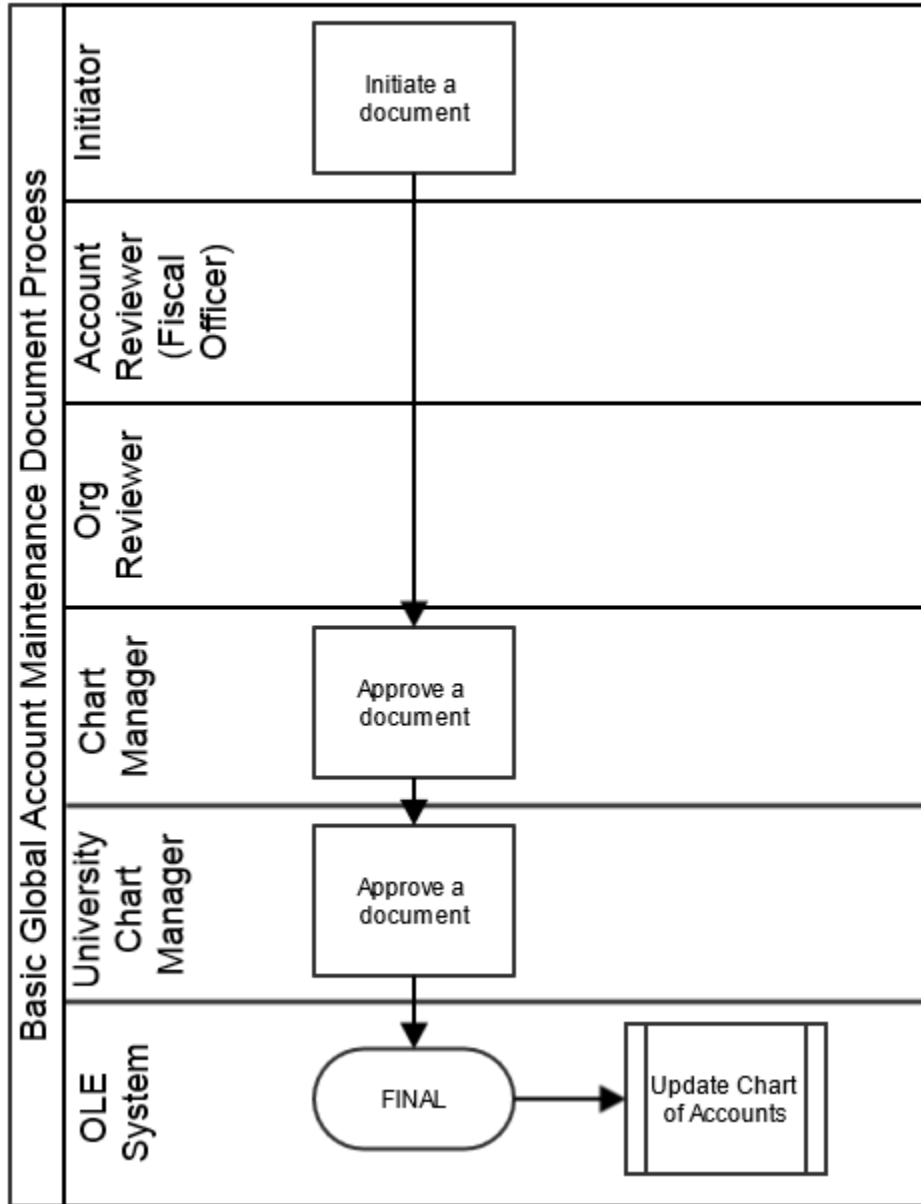 Basic Global Account Maintenance Document Process
Initiator
Initiate a
document
Account
Reviewer
(Fiscal
Officer)
Org
Reviewer
Chart
Manager
Approve a
document
University
Chart
Manager
Approve a
document
OLE
System
FINAL
Update Chart
of Accounts